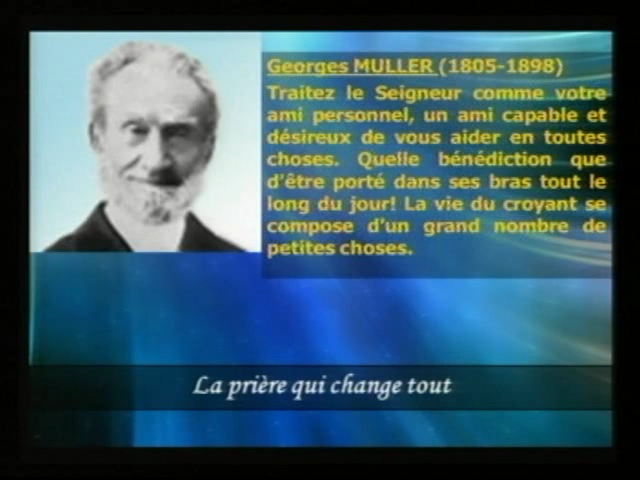 Georges MULLER (1805-1898)
Traitez le Seigneur comme votre
ami personnel, un ami capable et
désireux de vous aider en toutes
choses. Quelle bénédiction que
d'être porté dans ses bras tout le
long du jour! La vie du croyant se
compose d'un grand nombre de
petites choses.
La prière qui change tout